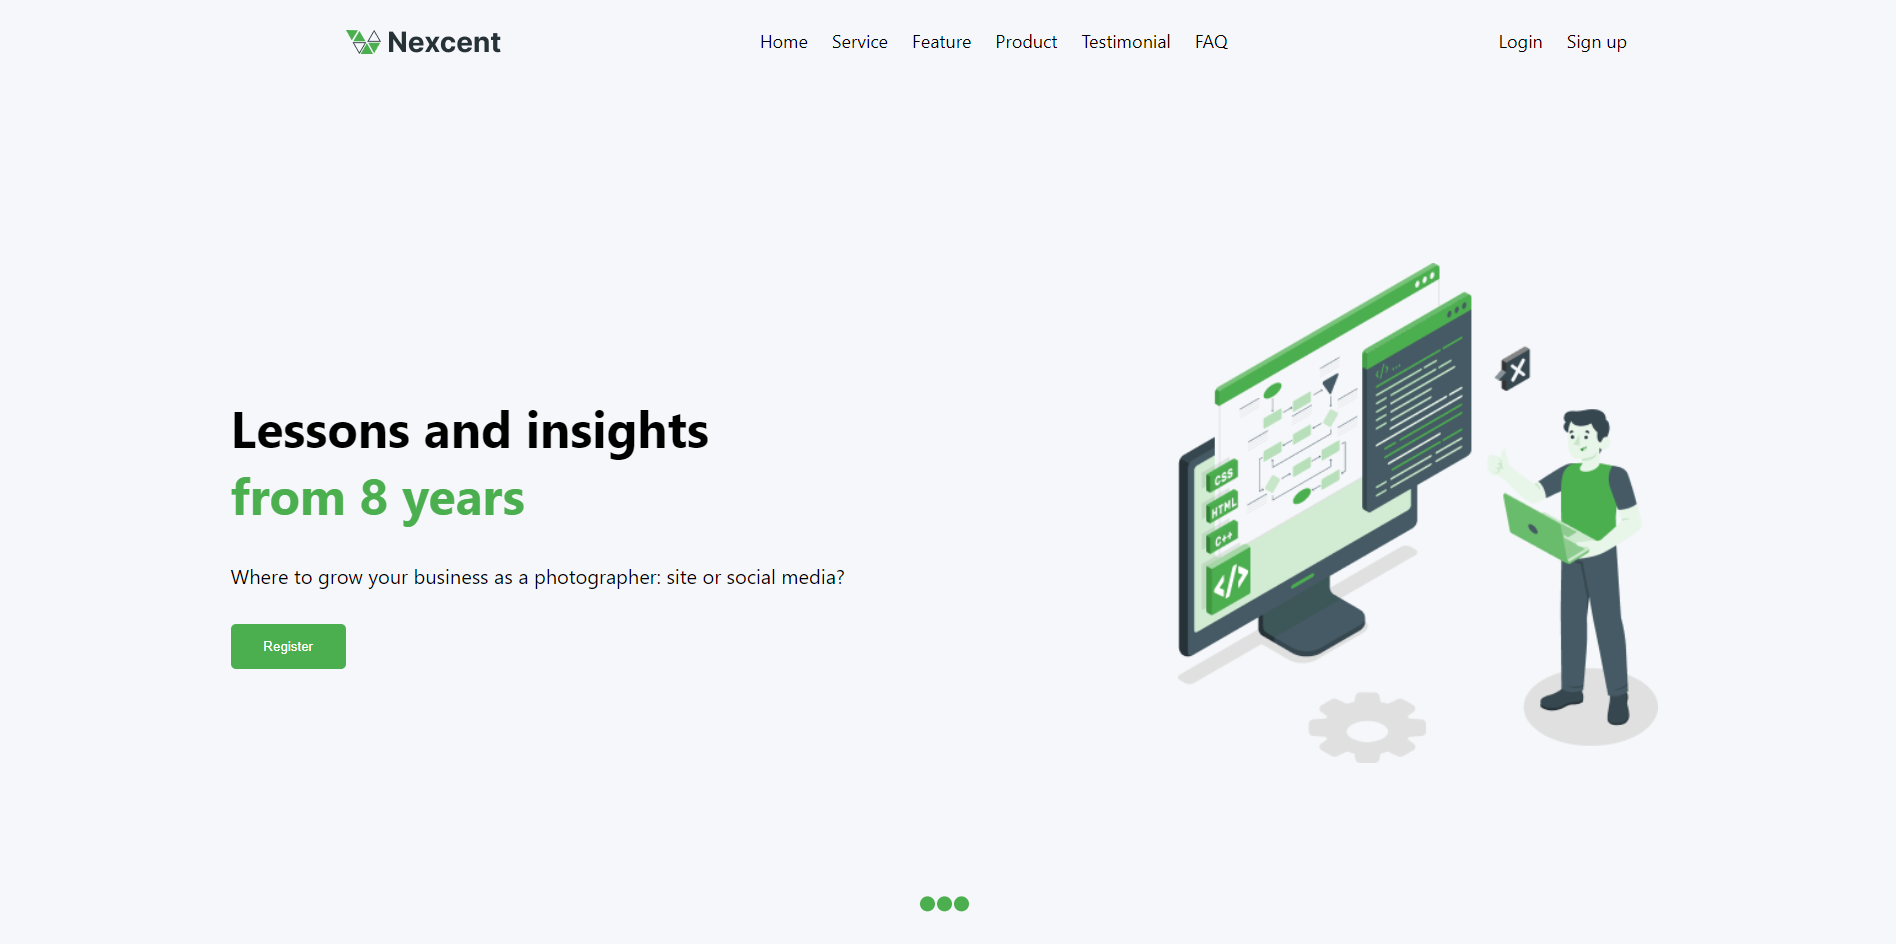 Nexcent
Home Service Feature Product Testimonial FAQ
Login Sign up
Lessons and insights
from 8 years
Where to grow your business as a photographer: site or social media?
Register
</>...
CSS
HTML
C++
</>